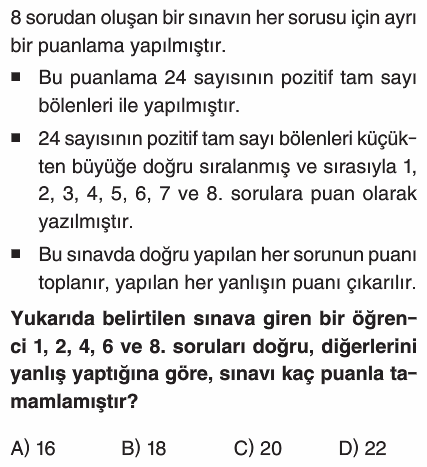 8 sorudan oluşan bir sınavın her sorusu için ayrı
bir puanlama yapılmıştır.
■ Bu puanlama 24 sayısının pozitif tam sayı
bölenleri ile yapılmıştır.
■ 24 sayısının pozitif tam sayı bölenleri küçük-
ten büyüğe doğru sıralanmış ve sırasıyla 1,
2, 3, 4, 5, 6, 7 ve 8. sorulara puan olarak
yazılmıştır.
■ Bu sınavda doğru yapılan her sorunun puanı
toplanır, yapılan her yanlışın puanı çıkarılır.
Yukarıda belirtilen sınava giren bir öğren-
ci 1, 2, 4, 6 ve 8. soruları doğru, diğerlerini
yanlış yaptığına göre, sınavı kaç puanla ta-
mamlamıştır?
A) 16 B) 18 C) 20 D) 22